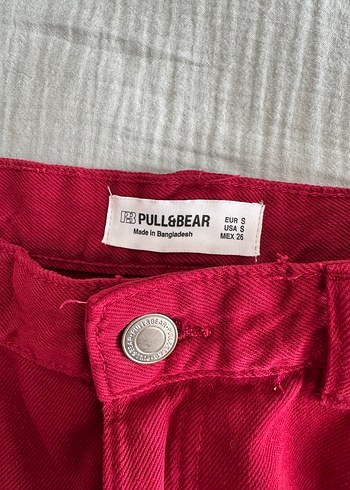 PULL&BEAR
Made in Bangladesh
EUR S
USA S
MEX 26
PULL&BEAR